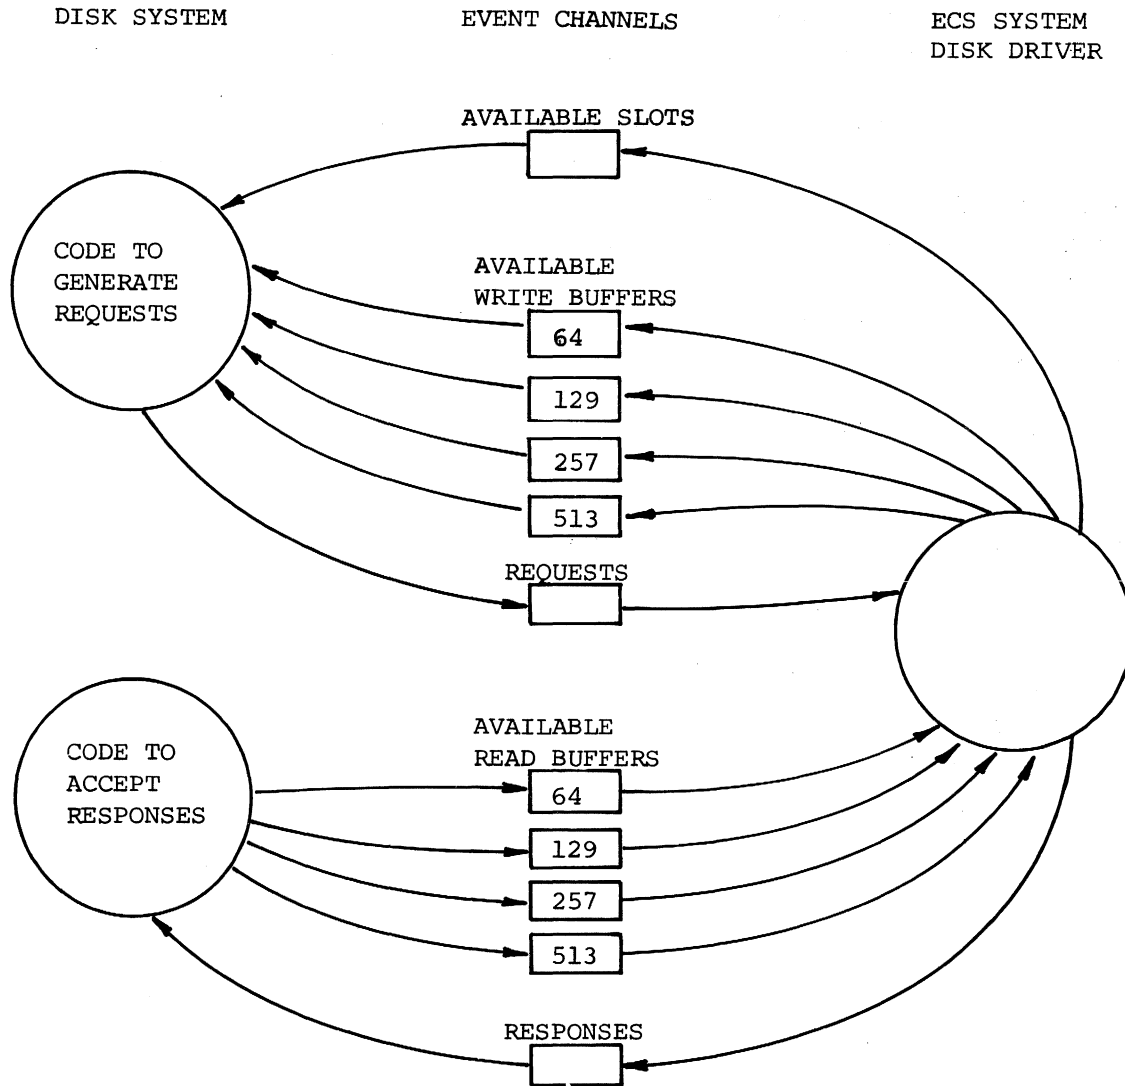 DISK SYSTEM
EVENT CHANNELS
ECS SYSTEM
DISK DRIVER
AVAILABLE SLOTS
CODE TO
GENERATE
REQUESTS
AVAILABLE
WRITE BUFFERS
64
129
257
513
REQUESTS
CODE TO
ACCEPT
RESPONSES
AVAILABLE
READ BUFFERS
64
129
257
513
RESPONSES